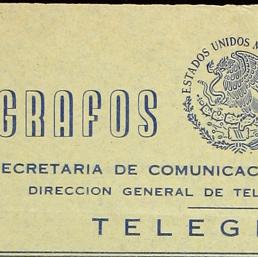 GRAFOS
ESTADOS UNIDOS M
ECRETARIA DE COMUNICAC
DIRECCION GENERAL DE TEL
TELEG